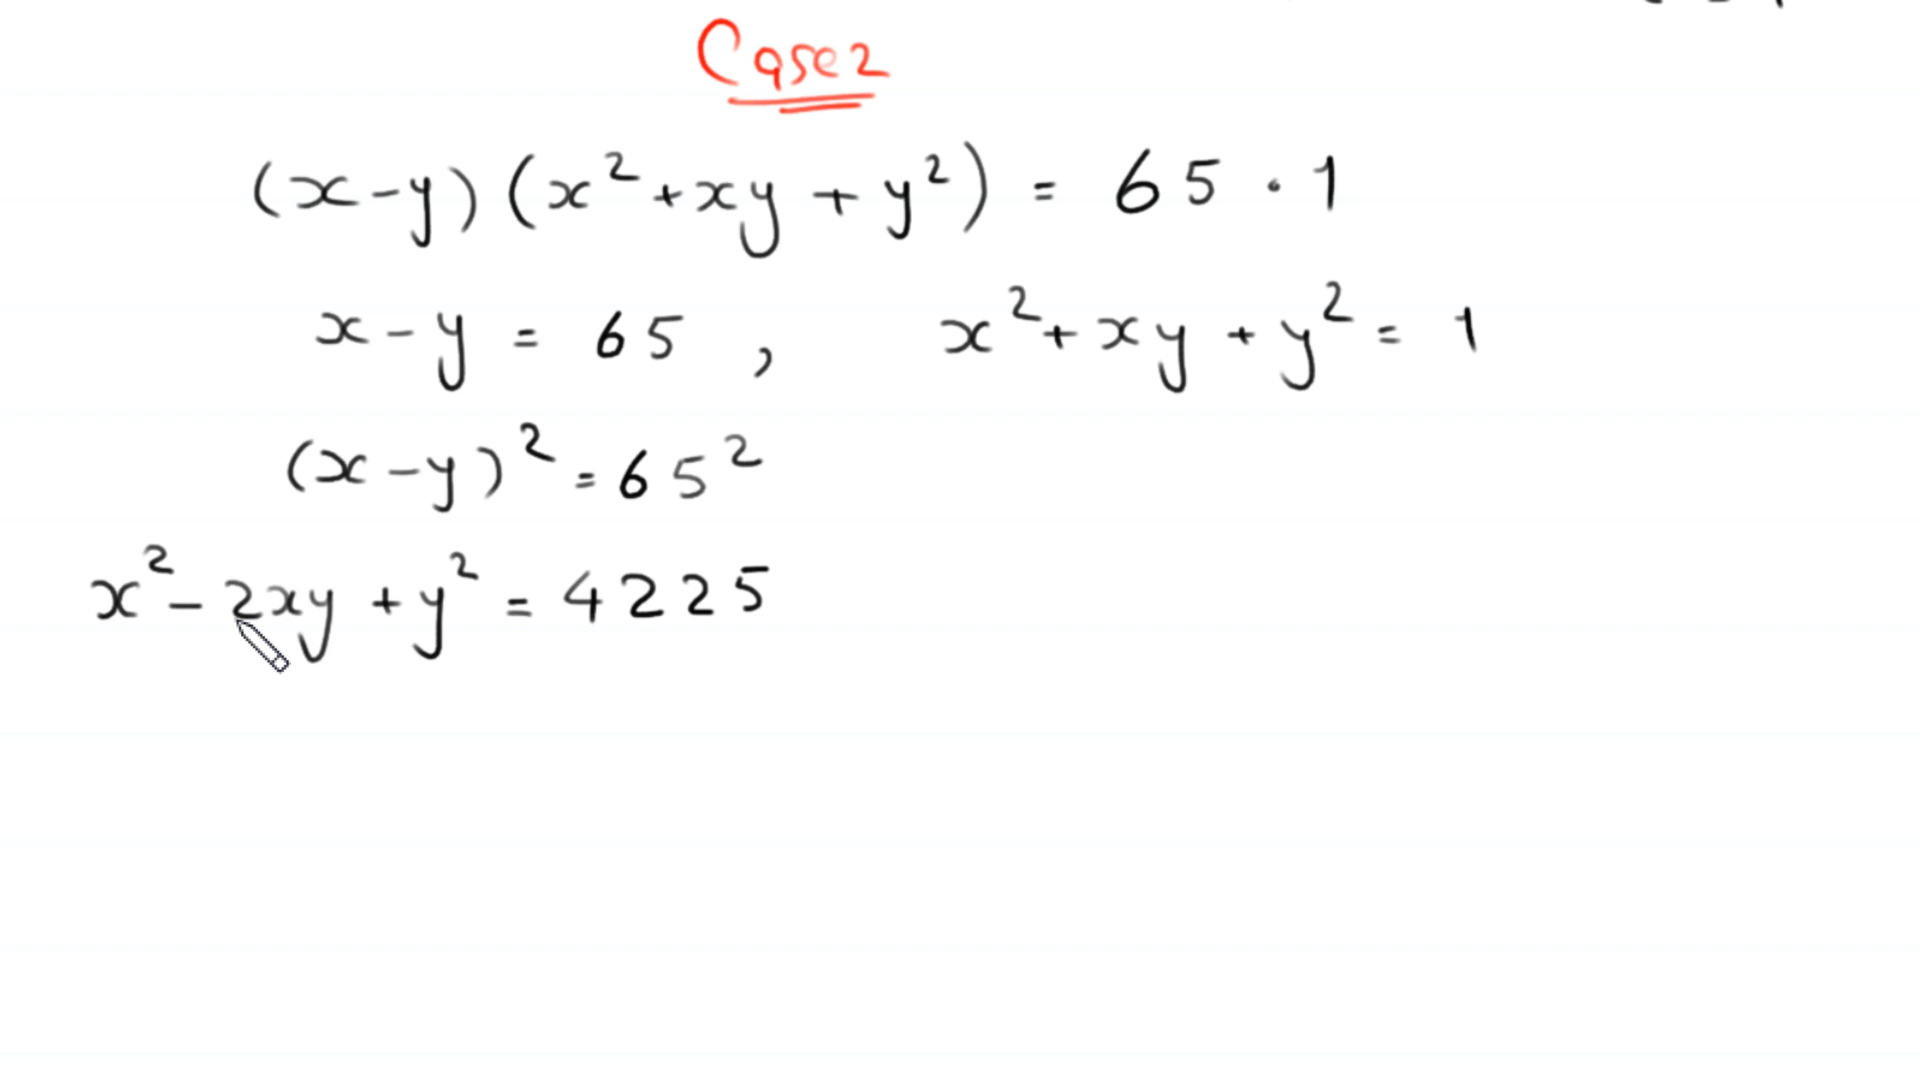 Case 2
(x-y)(x²+xy+y²) = 65 · 1
x-y = 65 , x²+xy+y² = 1
(x-y)² = 65²
x²-2xy+y² = 4225